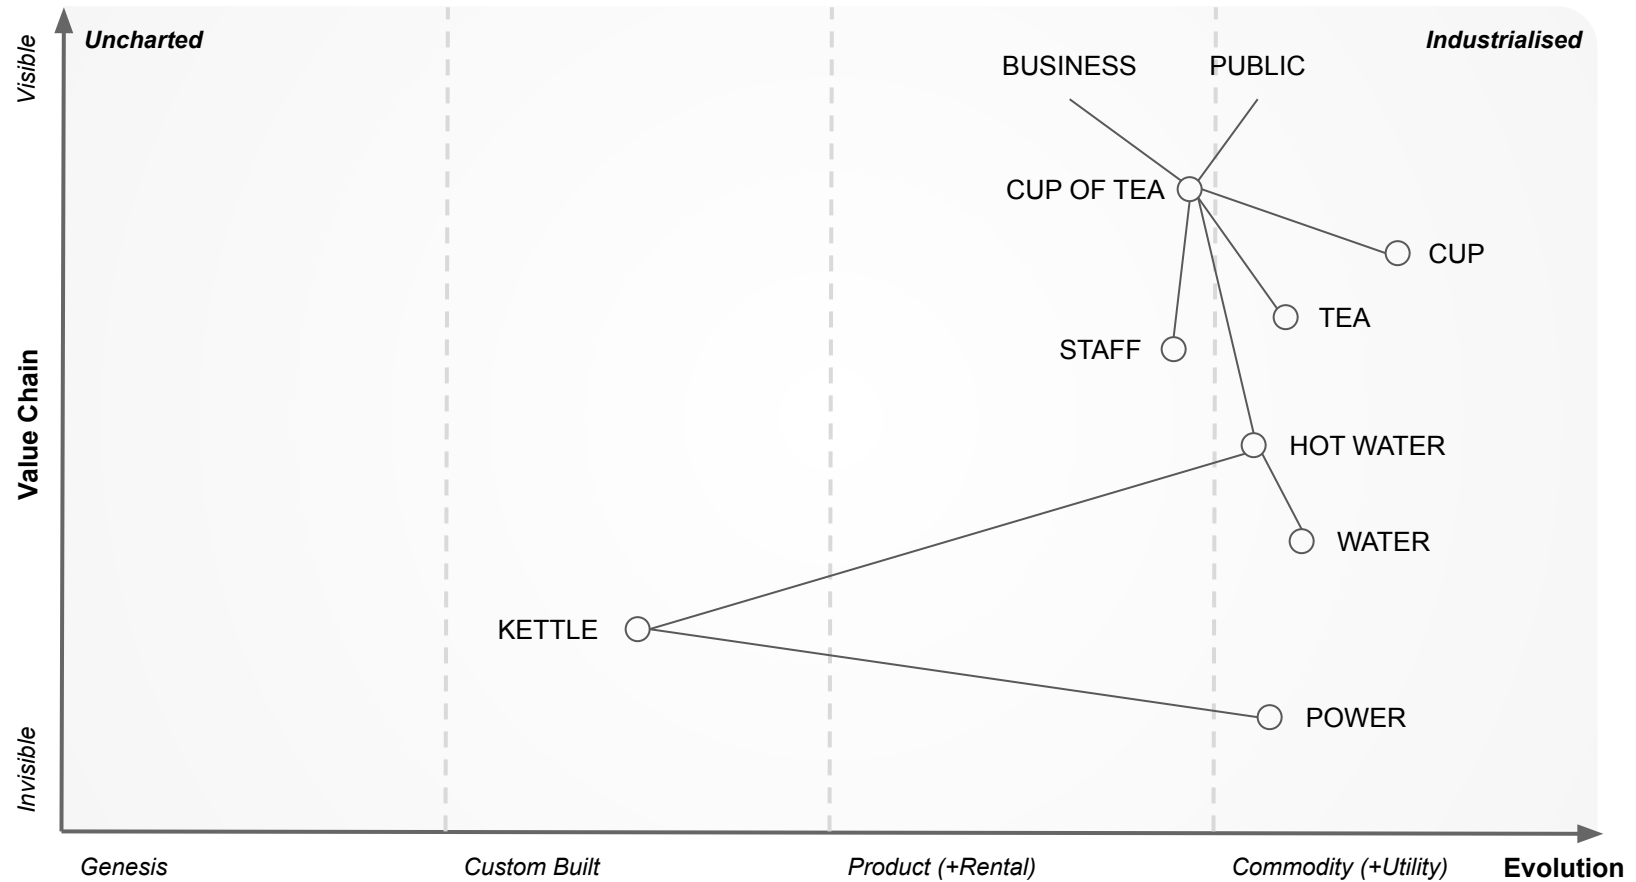 Uncharted
Industrialised
Visible
BUSINESS
PUBLIC
CUP OF TEA
CUP
TEA
STAFF
Value Chain
HOT WATER
WATER
KETTLE
POWER
Invisible
Genesis
Custom Built
Product (+Rental)
Commodity (+Utility)
Evolution